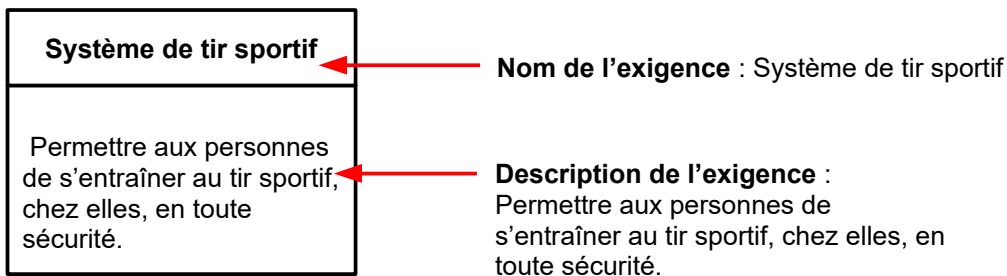 Système de tir sportif
Nom de l’exigence : Système de tir sportif
Permettre aux personnes
de s’entraîner au tir sportif,
chez elles, en toute
sécurité.
Description de l’exigence :
Permettre aux personnes de
s’entraîner au tir sportif, chez elles, en
toute sécurité.